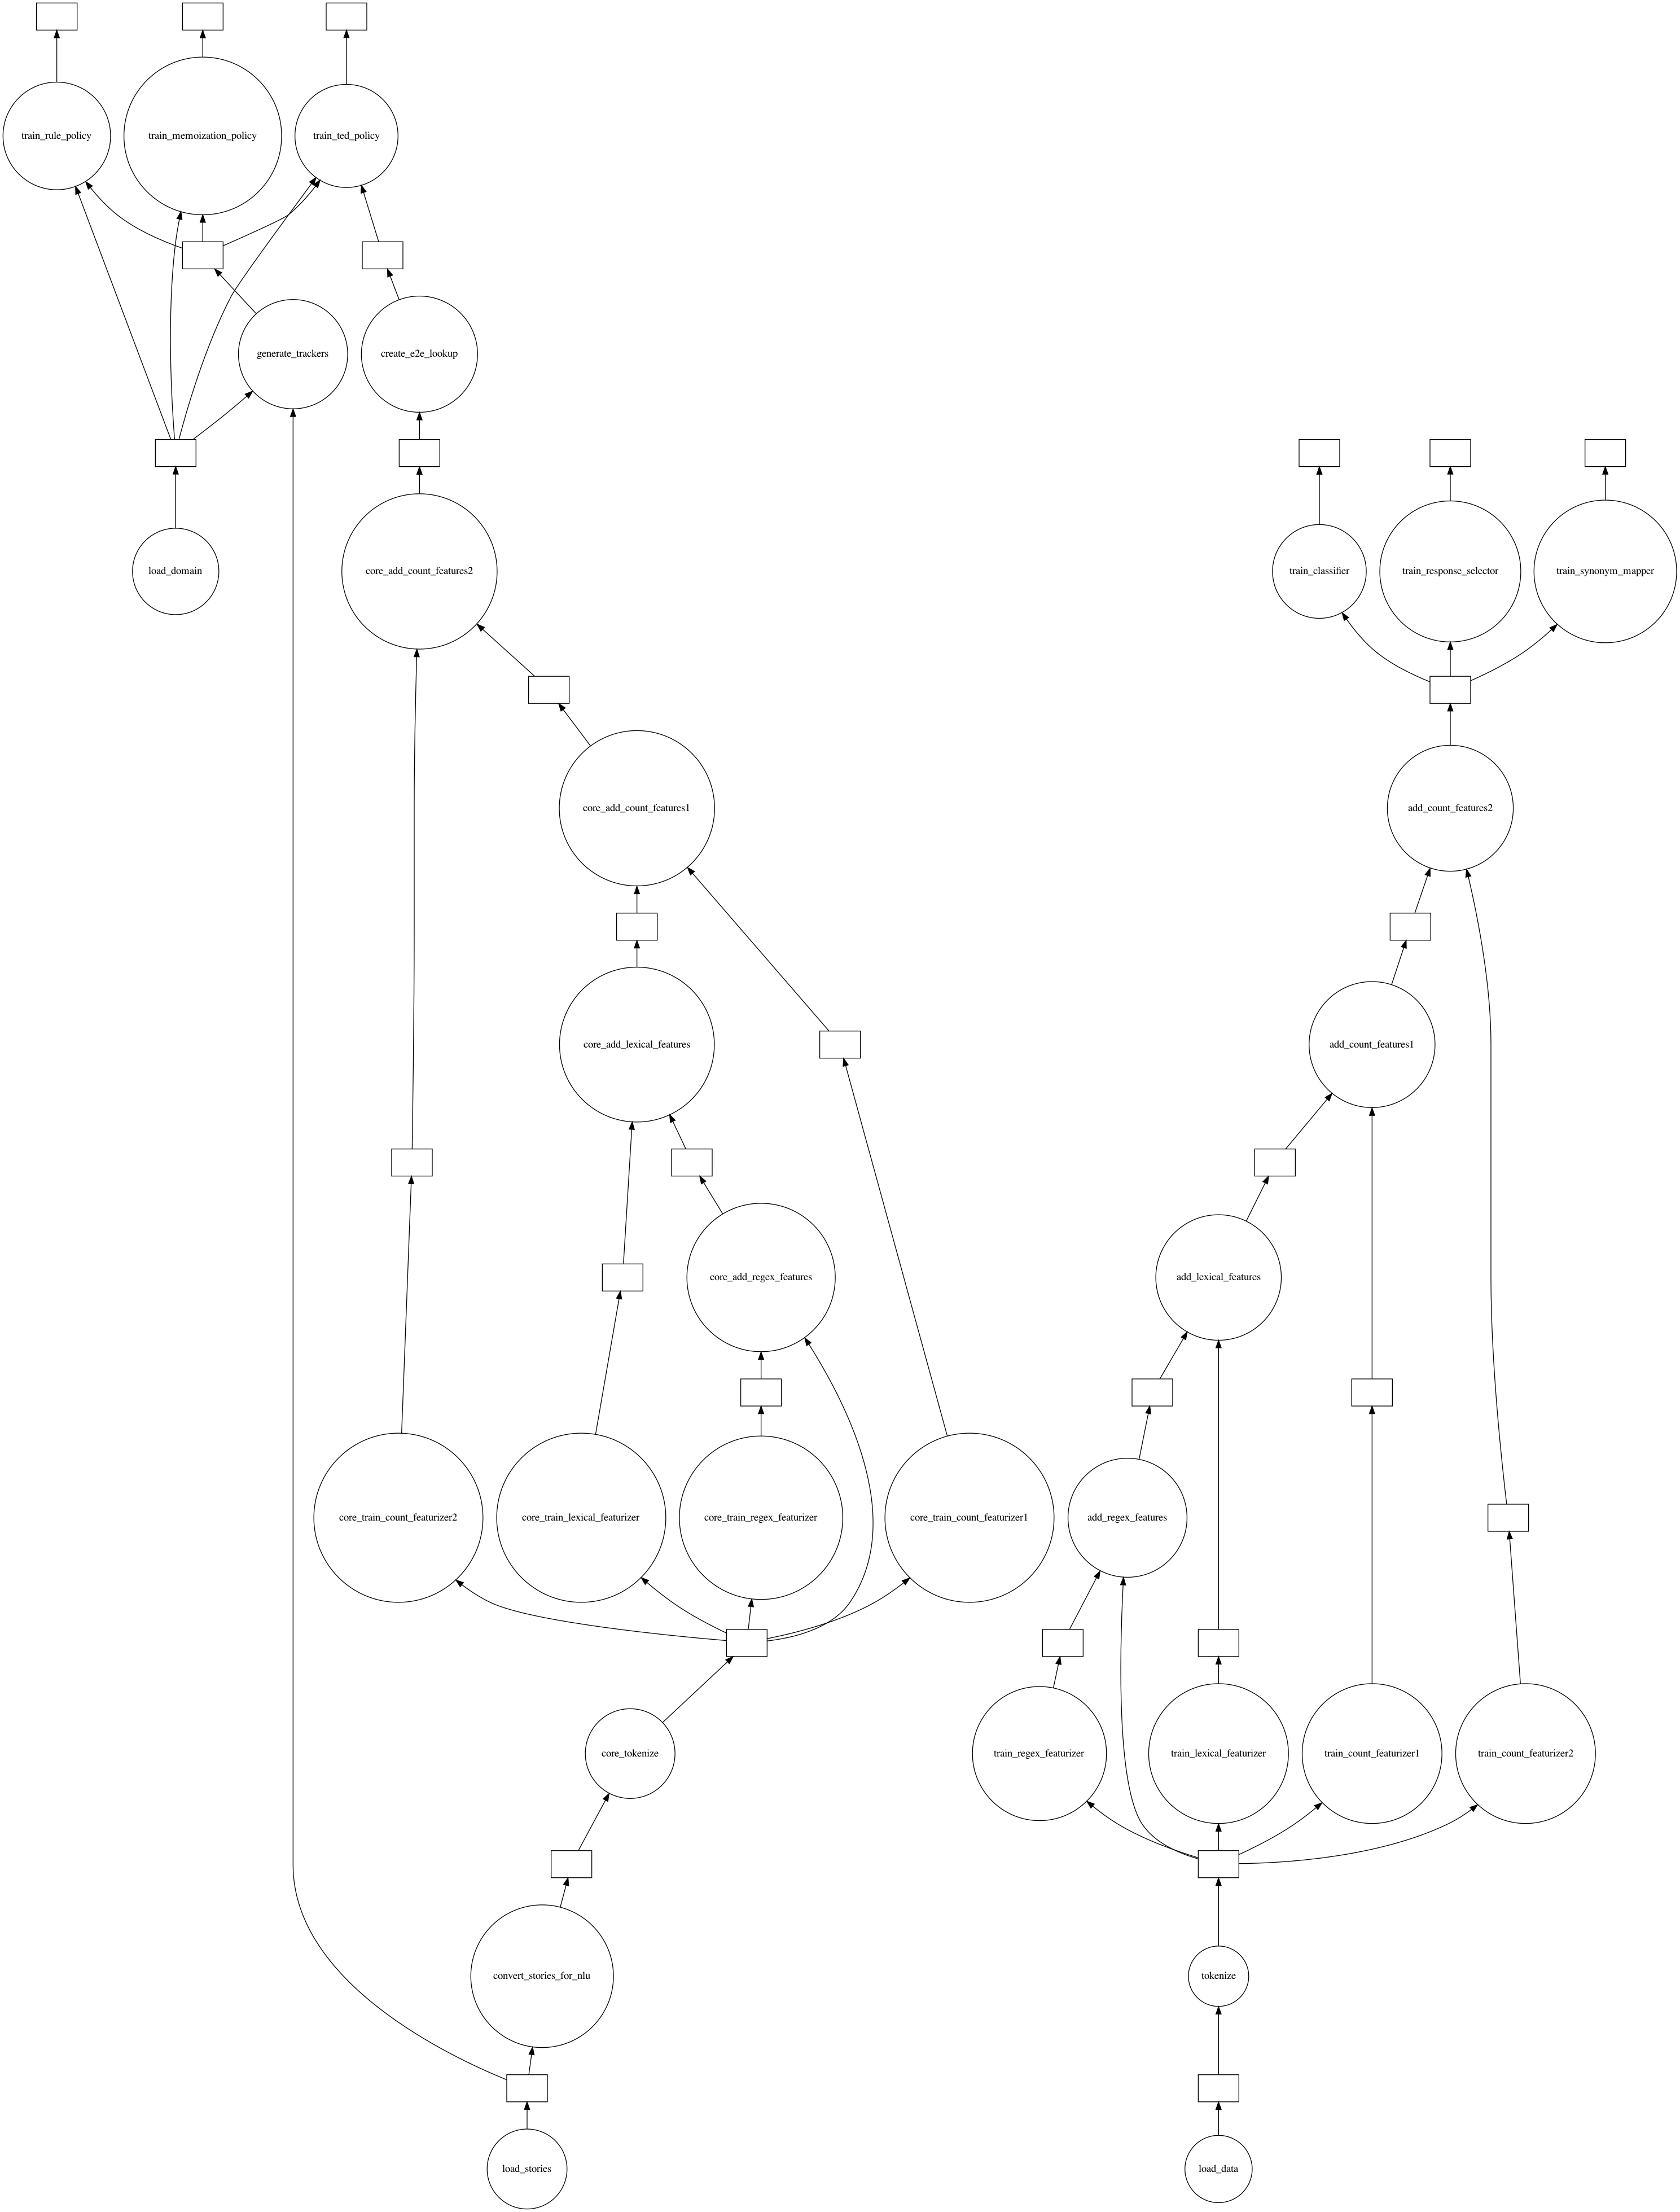 train_rule_policy
train_memoization_policy
train_ted_policy
generate_trackers
create_e2e_lookup
load_domain
core_add_count_features2
train_classifier
train_response_selector
train_synonym_mapper
core_add_count_features1
add_count_features2
core_add_lexical_features
add_count_features1
core_add_regex_features
add_lexical_features
core_train_count_featurizer2
core_train_lexical_featurizer
core_train_regex_featurizer
core_train_count_featurizer1
add_regex_features
core_tokenize
train_regex_featurizer
train_lexical_featurizer
train_count_featurizer1
train_count_featurizer2
convert_stories_for_nlu
tokenize
load_stories
load_data